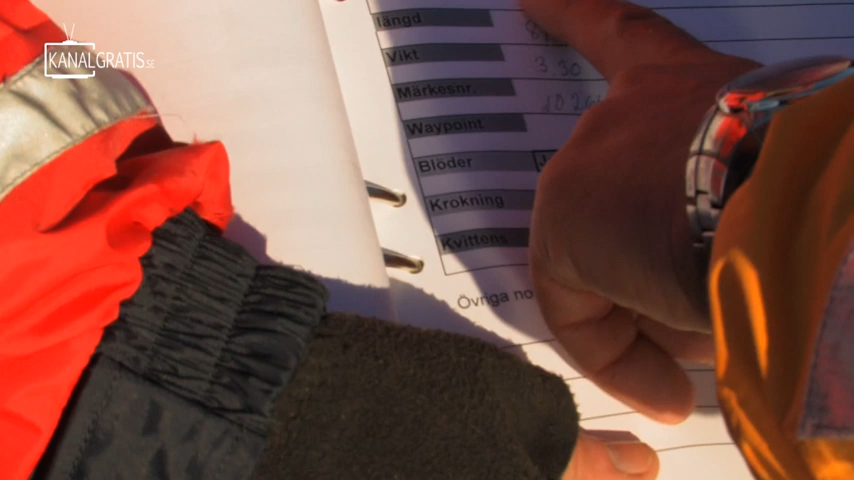 KANALGRATIS.SE
längd
Vikt 3.30
Märkesnr.
Waypoint
Blöder
Krokning
Kvittens
Övriga no